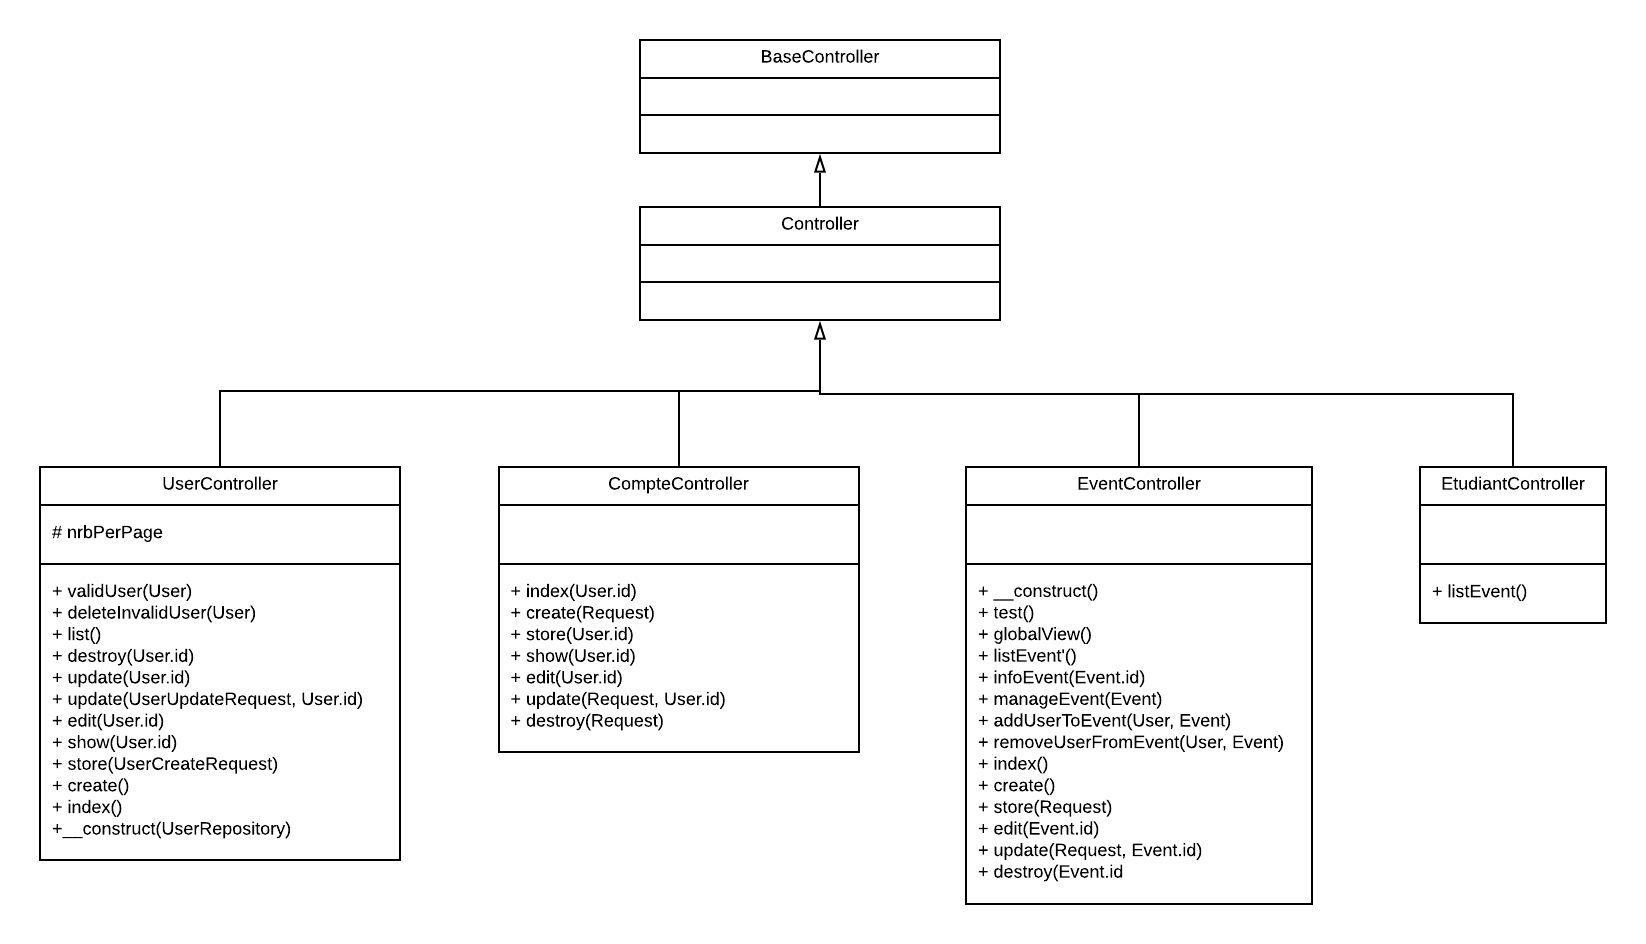 BaseController
Controller
UserController
# nrbPerPage
+ validUser(User)
+ deleteInvalidUser(User)
+ list()
+ destroy(User.id)
+ update(User.id)
+ update(UserUpdateRequest, User.id)
+ edit(User.id)
+ show(User.id)
+ store(UserCreateRequest)
+ create()
+ index()
+__construct(UserRepository)
CompteController
+ index(User.id)
+ create(Request)
+ store(User.id)
+ show(User.id)
+ edit(User.id)
+ update(Request, User.id)
+ destroy(Request)
EventController
+ __construct()
+ test()
+ globalView()
+ listEvent'()
+ infoEvent(Event.id)
+ manageEvent(Event)
+ addUserToEvent(User, Event)
+ removeUserFromEvent(User, Event)
+ index()
+ create()
+ store(Request)
+ edit(Event.id)
+ update(Request, Event.id)
+ destroy(Event.id
EtudiantController
+ listEvent()